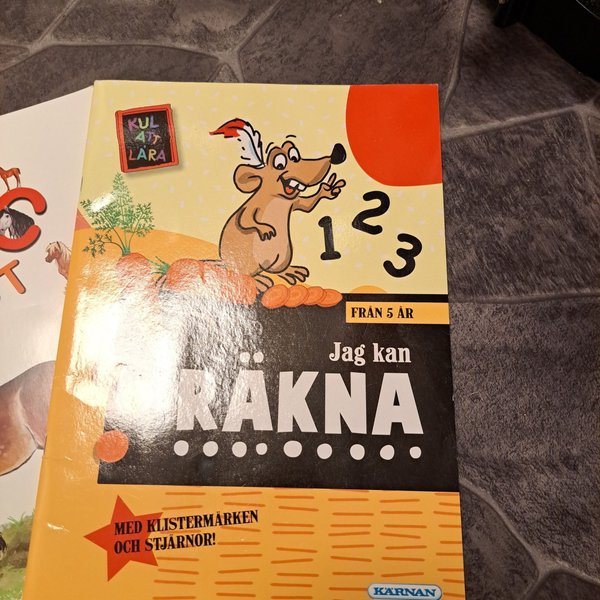 KUL
ATT
LÄRA
1 2 3
FRÅN 5 ÅR
Jag kan
RÄKNA
MED KLISTERMÄRKEN
OCH STJÄRNOR!
KÄRNAN
C
T